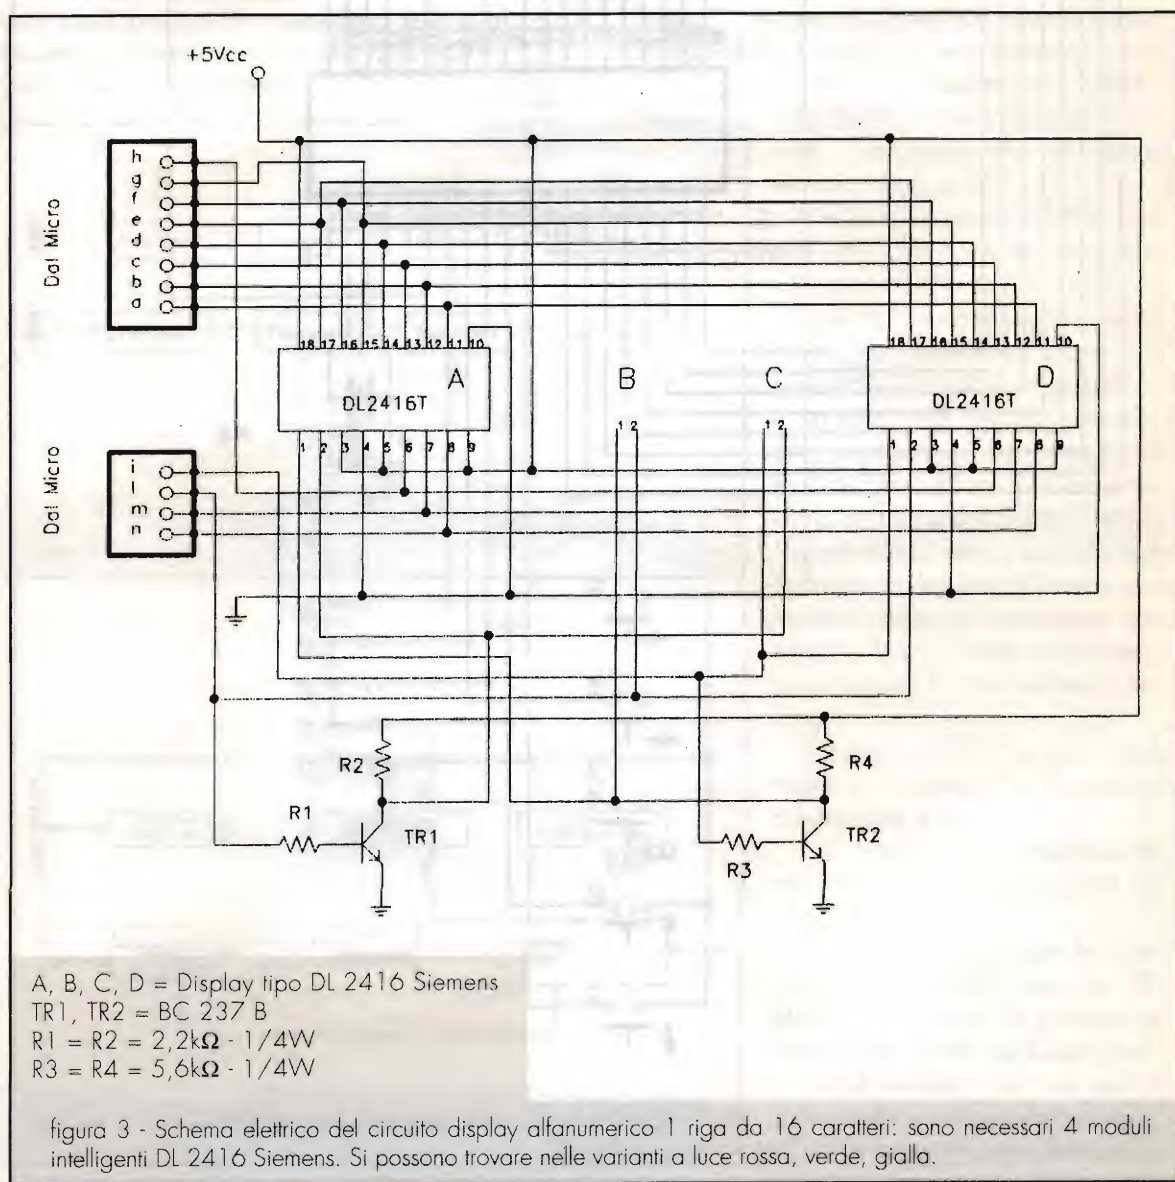 +5Vcc
Dal Micro
h
g
f
e
d
c
b
a
18 17 16 15 14 13 12 11 10
A
DL2416T
1 2 3 4 5 6 7 8 9
B
1 2
C
1 2
18 17 16 15 14 13 12 11 10
D
DL2416T
1 2 3 4 5 6 7 8 9
Dal Micro
i
l
m
n
R2
R4
R1
TR1
R3
TR2
A, B, C, D = Display tipo DL 2416 Siemens
TR1, TR2 = BC 237 B
R1 = R2 = 2,2kΩ - 1/4W
R3 = R4 = 5,6kΩ - 1/4W
figura 3 - Schema elettrico del circuito display alfanumerico 1 riga da 16 caratteri: sono necessari 4 moduli
intelligenti DL 2416 Siemens. Si possono trovare nelle varianti a luce rossa, verde, gialla.